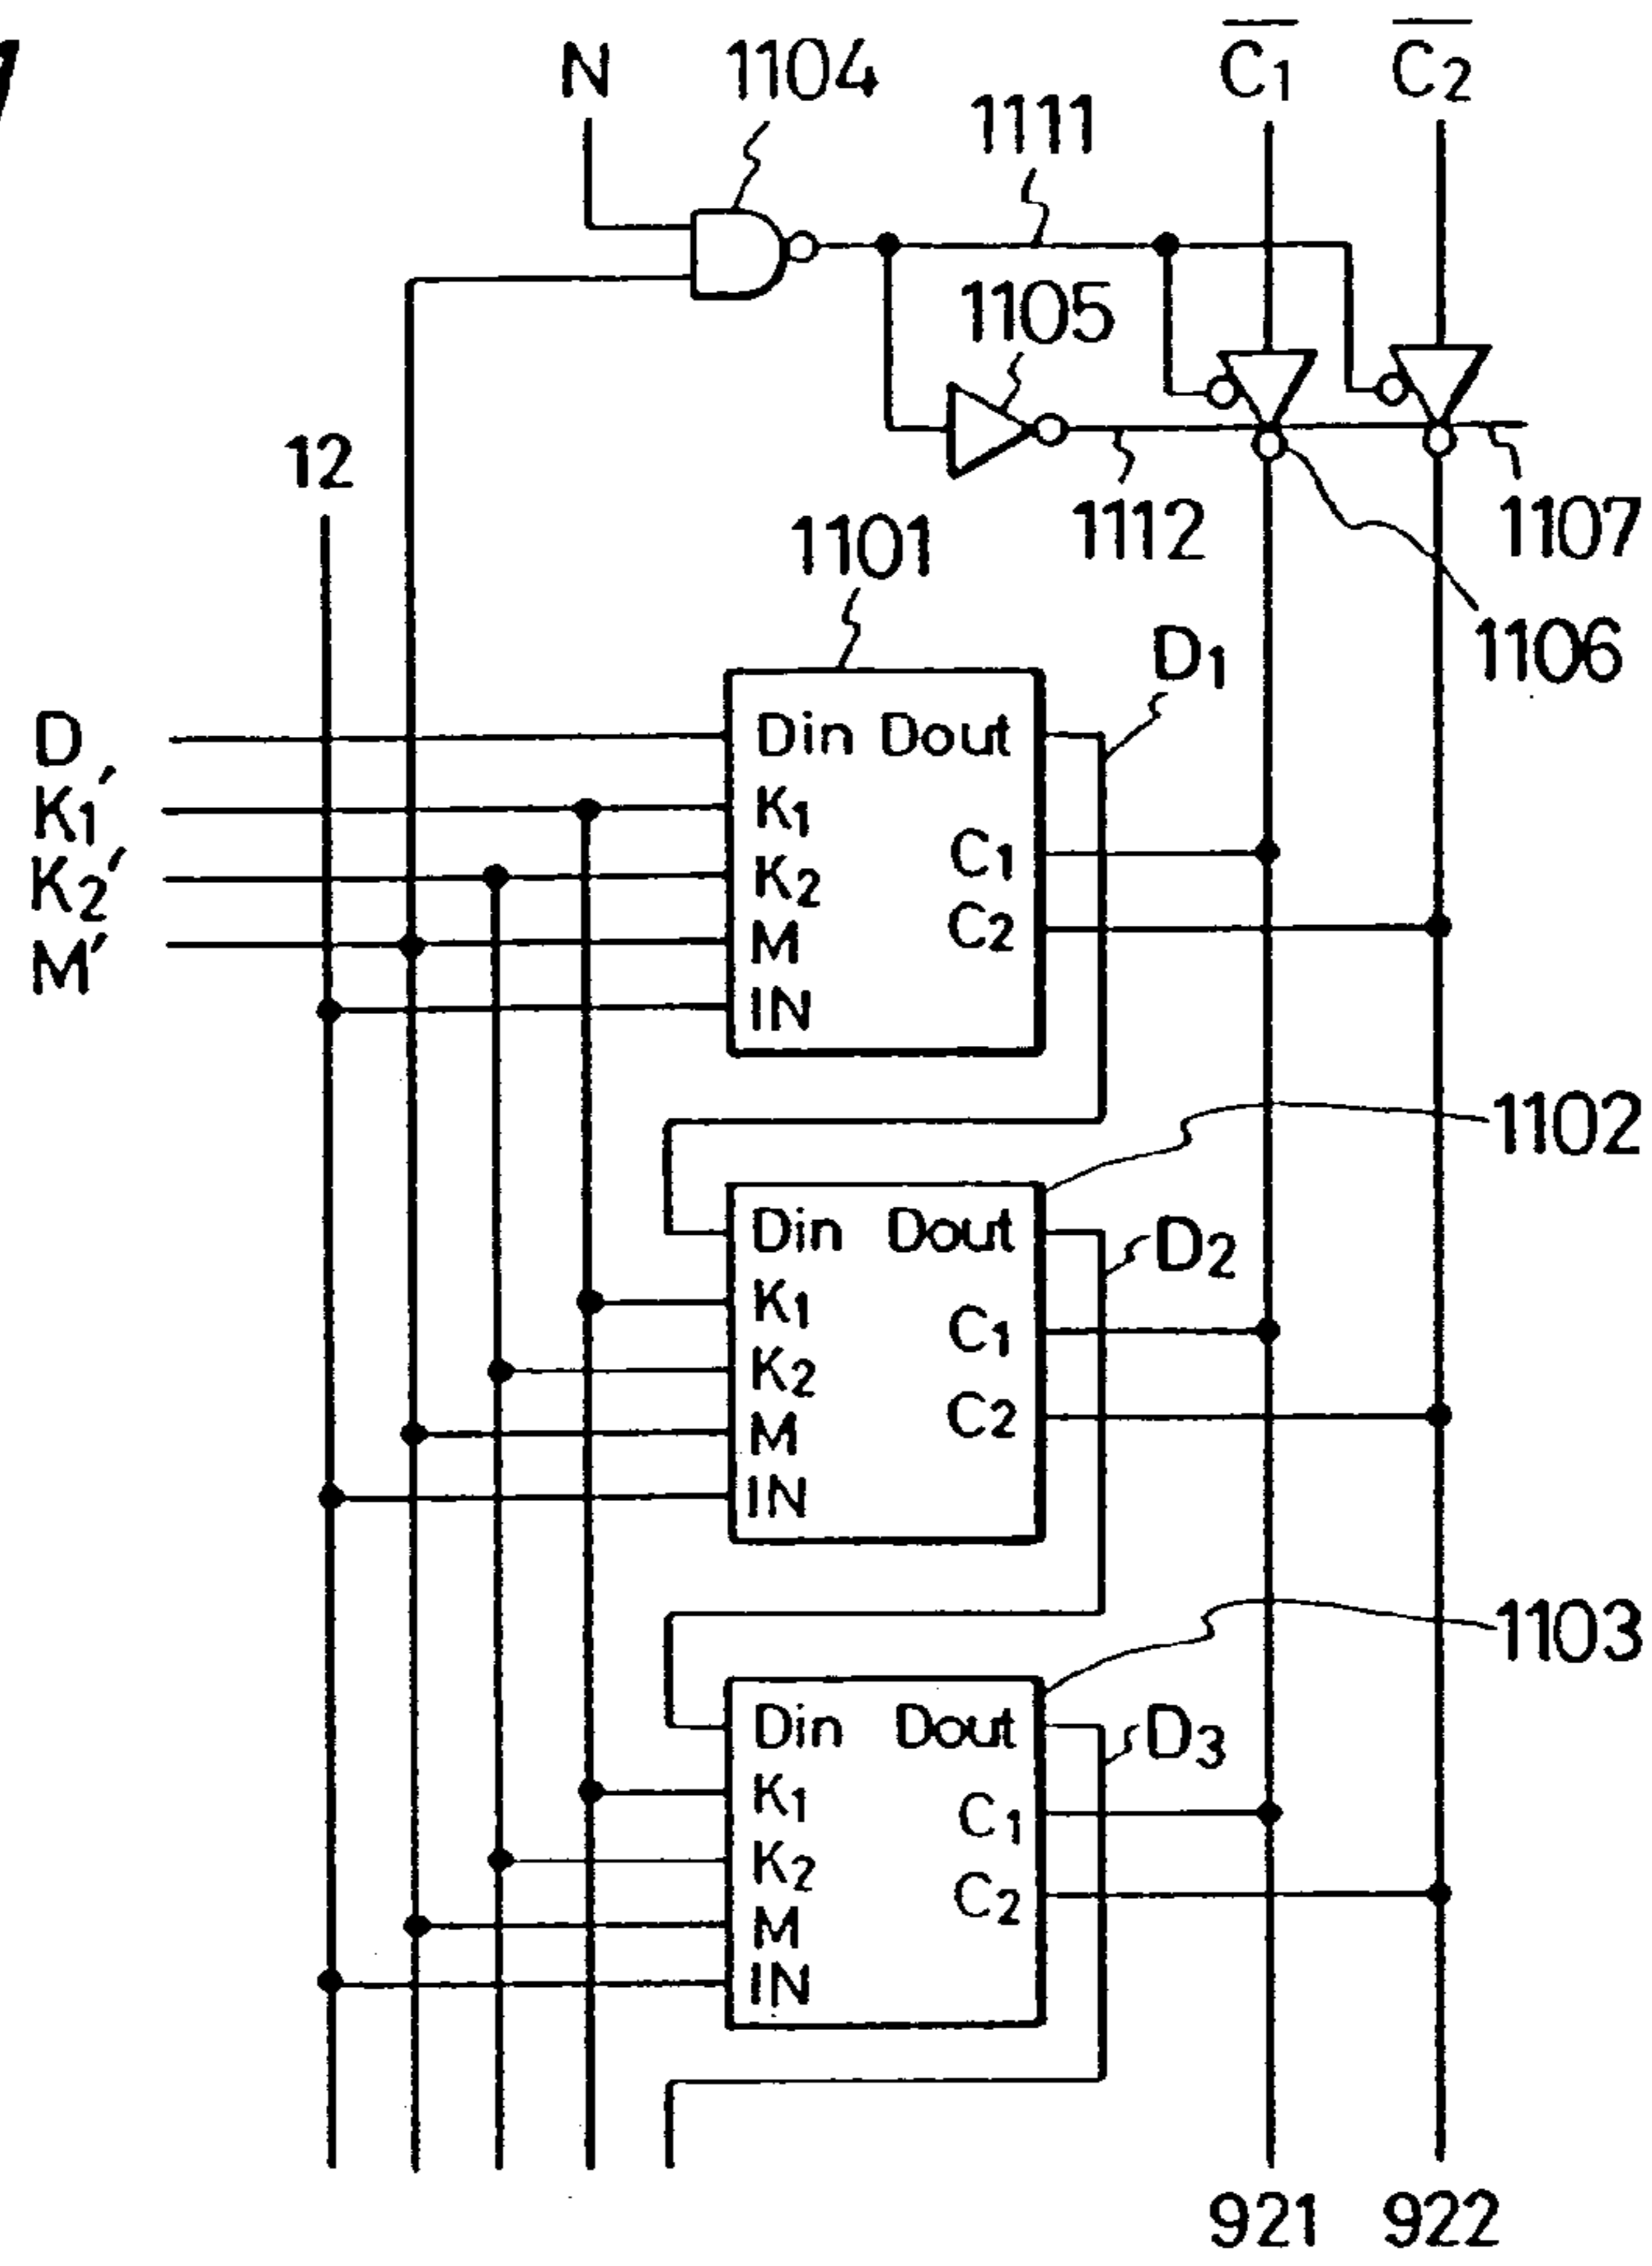 N 1104 C̅1 C̅2
1111
1105
12
1112 1107
1101
1106
D1
D Din Dout
K1′ K1
C1
K2′ K2
C2
M′ M
IN
1102
Din Dout D2
K1
C1
K2
C2
M
IN
1103
Din Dout D3
K1
C1
K2
C2
M
IN
921 922